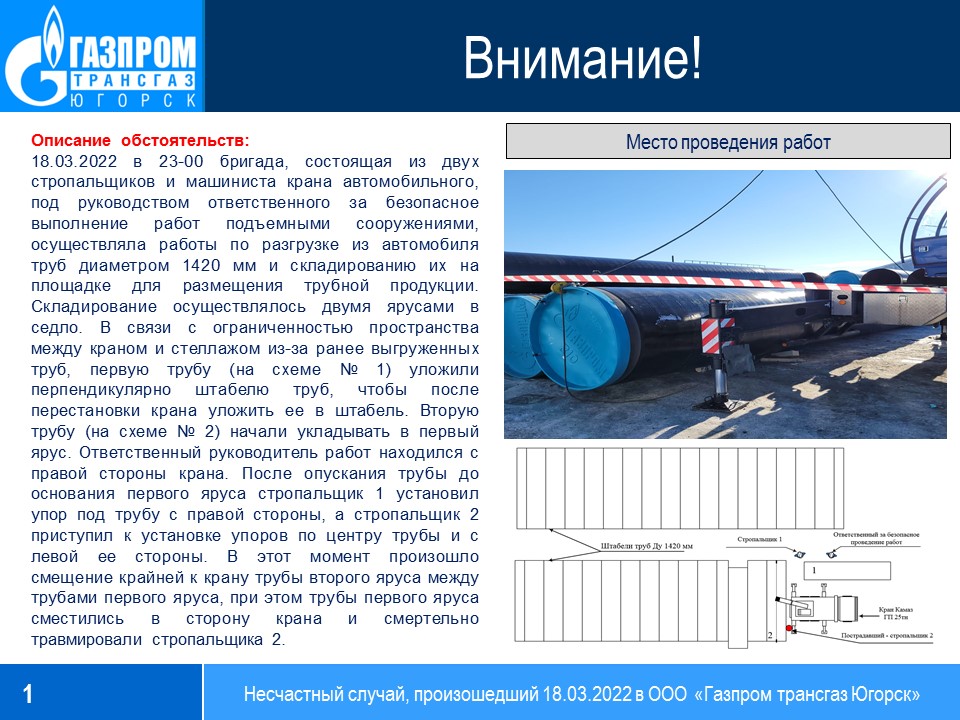 ГАЗПРОМ
ТРАНСГАЗ
ЮГОРСК
Внимание!
Описание обстоятельств:
18.03.2022 в 23-00 бригада, состоящая из двух
стропальщиков и машиниста крана автомобильного,
под руководством ответственного за безопасное
выполнение работ подъемными сооружениями,
осуществляла работы по разгрузке из автомобиля
труб диаметром 1420 мм и складированию их на
площадке для размещения трубной продукции.
Складирование осуществлялось двумя ярусами в
седло. В связи с ограниченностью пространства
между краном и стеллажом из-за ранее выгруженных
труб, первую трубу (на схеме № 1) уложили
перпендикулярно штабелю труб, чтобы после
перестановки крана уложить ее в штабель. Вторую
трубу (на схеме № 2) начали укладывать в первый
ярус. Ответственный руководитель работ находился с
правой стороны крана. После опускания трубы до
основания первого яруса стропальщик 1 установил
упор под трубу с правой стороны, а стропальщик 2
приступил к установке упоров по центру трубы и с
левой ее стороны. В этот момент произошло
смещение крайней к крану трубы второго яруса между
трубами первого яруса, при этом трубы первого яруса
сместились в сторону крана и смертельно
травмировали стропальщика 2.
Место проведения работ
ГАЗПРОМ
Штабели труб Ду 1420 мм
Стропальщик 1
Ответственный за безопасное
проведение работ
1
2
Кран Камаз
ГП 25тн
Пострадавший - стропальщик 2
1
Несчастный случай, произошедший 18.03.2022 в ООО «Газпром трансгаз Югорск»